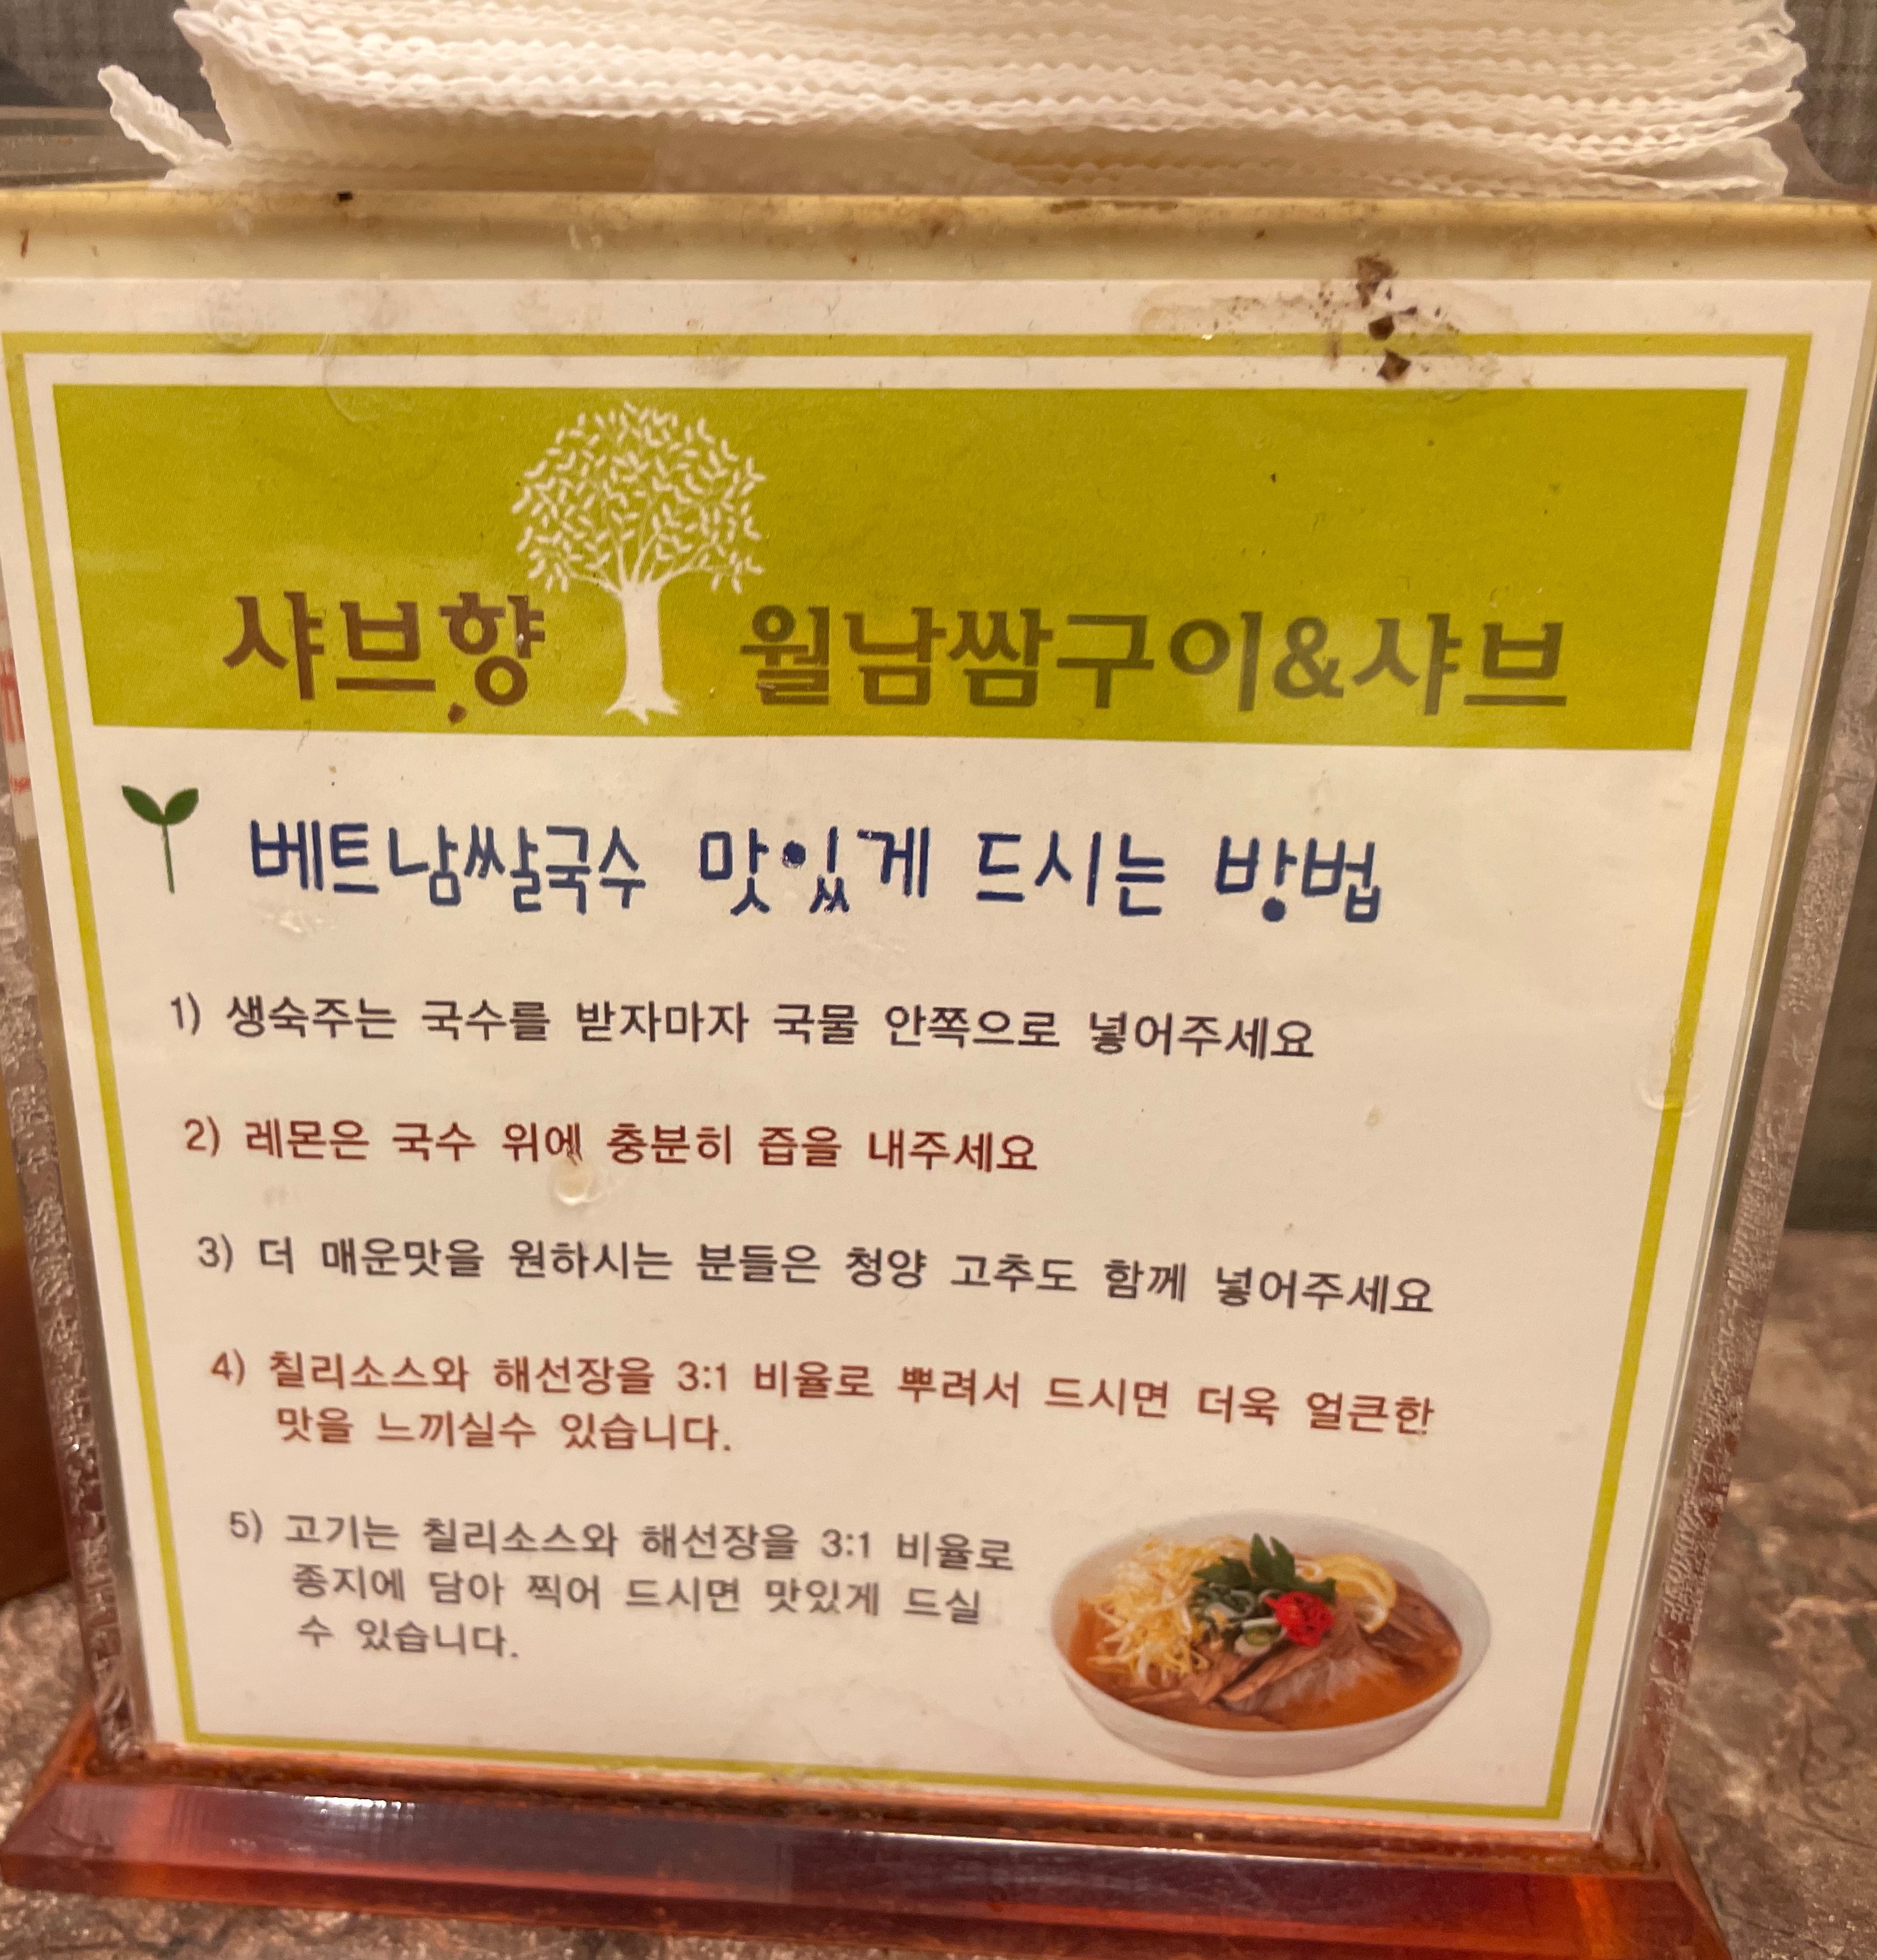 샤브향 월남쌈구이&샤브
베트남쌀국수 맛있게 드시는 방법
1) 생숙주는 국수를 받자마자 국물 안쪽으로 넣어주세요
2) 레몬은 국수 위에 충분히 즙을 내주세요
3) 더 매운맛을 원하시는 분들은 청양 고추도 함께 넣어주세요
4) 칠리소스와 해선장을 3:1 비율로 뿌려서 드시면 더욱 얼큰한
맛을 느끼실수 있습니다.
5) 고기는 칠리소스와 해선장을 3:1 비율로
종지에 담아 찍어 드시면 맛있게 드실
수 있습니다.